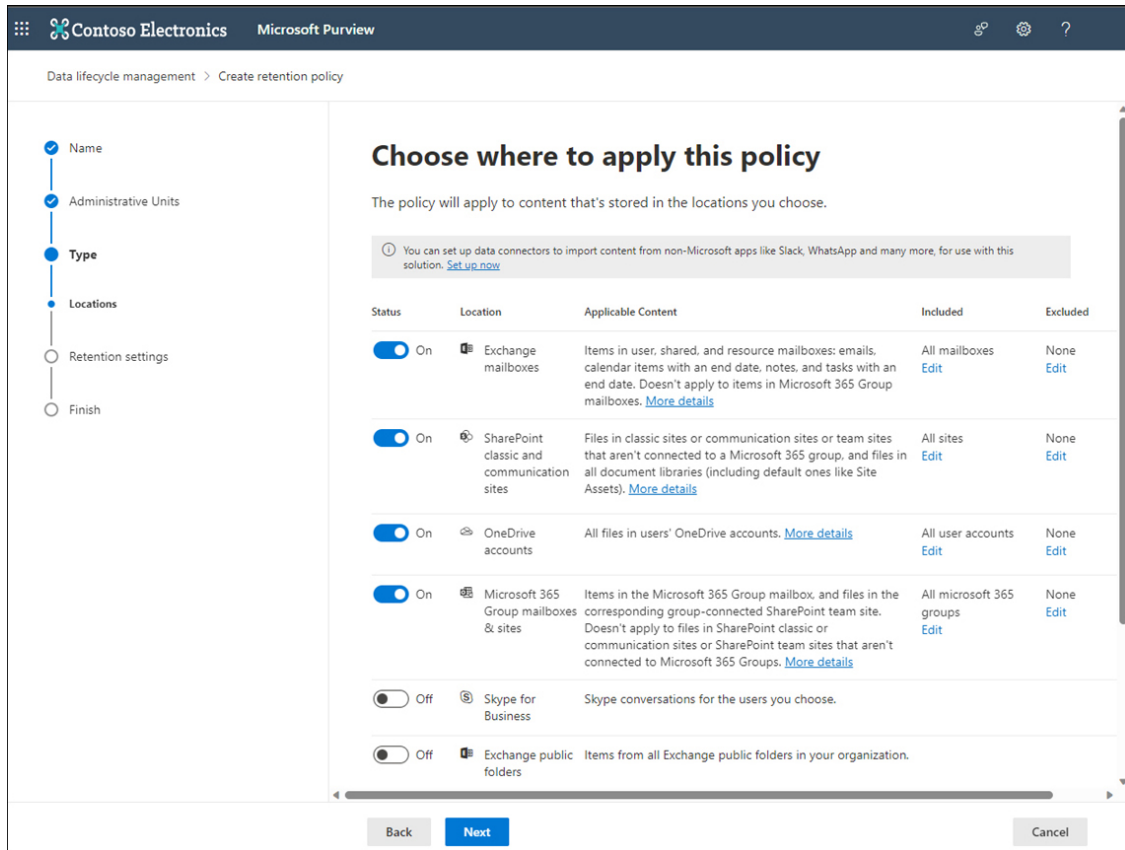 Contoso Electronics Microsoft Purview
Data lifecycle management > Create retention policy
Name
Administrative Units
Type
Locations
Retention settings
Finish
Choose where to apply this policy
The policy will apply to content that's stored in the locations you choose.
You can set up data connectors to import content from non-Microsoft apps like Slack, WhatsApp and many more, for use with this
solution. Set up now
Status Location Applicable Content Included Excluded
On Exchange Items in user, shared, and resource mailboxes: emails, All mailboxes None
mailboxes calendar items with an end date, notes, and tasks with an Edit Edit
end date. Doesn't apply to items in Microsoft 365 Group
mailboxes. More details
On SharePoint Files in classic sites or communication sites or team sites All sites None
classic and that aren't connected to a Microsoft 365 group, and files in Edit Edit
communication all document libraries (including default ones like Site
sites Assets). More details
On OneDrive All files in users' OneDrive accounts. More details All user accounts None
accounts Edit Edit
On Microsoft 365 Items in the Microsoft 365 Group mailbox, and files in the All microsoft 365 None
Group mailboxes corresponding group-connected SharePoint team site. groups Edit
& sites Doesn't apply to files in SharePoint classic or Edit
communication sites or SharePoint team sites that aren't
connected to Microsoft 365 Groups. More details
Off Skype for Skype conversations for the users you choose.
Business
Off Exchange public Items from all Exchange public folders in your organization.
folders
Back Next Cancel